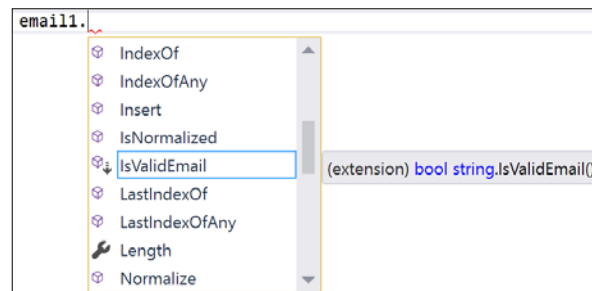 email1.
IndexOf
IndexOfAny
Insert
IsNormalized
IsValidEmail
(extension) bool string.IsValidEmail()
LastIndexOf
LastIndexOfAny
Length
Normalize